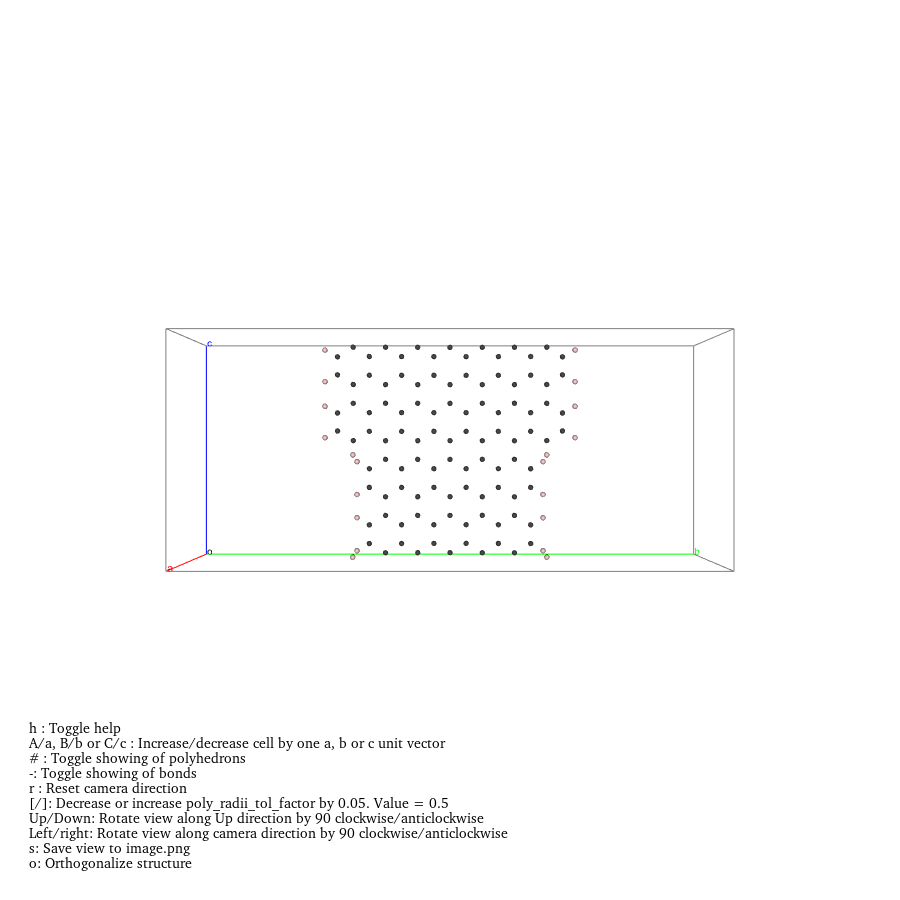 c
o
b
a
h : Toggle help
A/a, B/b or C/c : Increase/decrease cell by one a, b or c unit vector
# : Toggle showing of polyhedrons
-: Toggle showing of bonds
r : Reset camera direction
[/]: Decrease or increase poly_radii_tol_factor by 0.05. Value = 0.5
Up/Down: Rotate view along Up direction by 90 clockwise/anticlockwise
Left/right: Rotate view along camera direction by 90 clockwise/anticlockwise
s: Save view to image.png
o: Orthogonalize structure